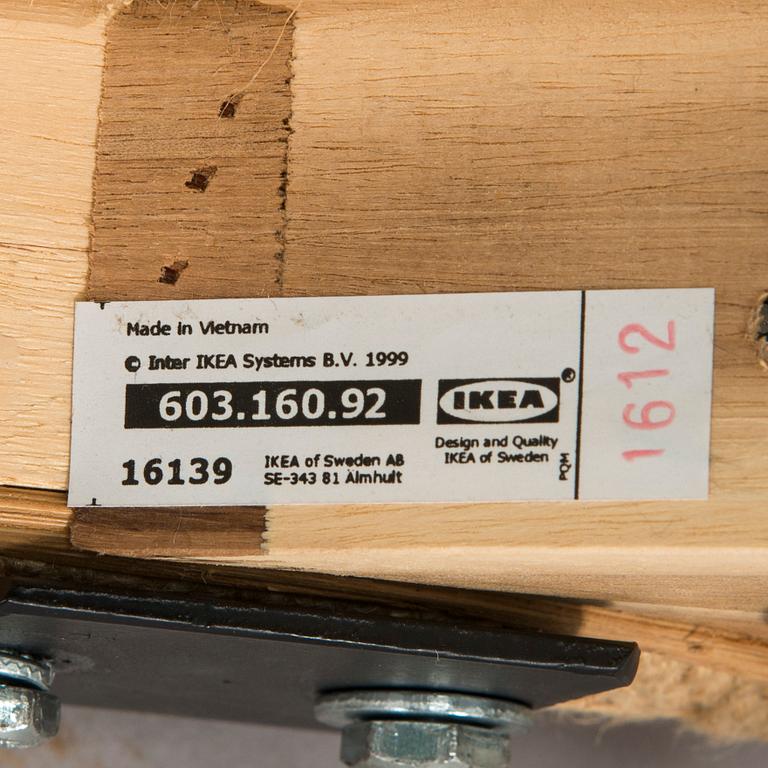 Made in Vietnam
© Inter IKEA Systems B.V. 1999
603.160.92
IKEA®
16139
IKEA of Sweden AB
SE-343 81 Älmhult
Design and Quality
IKEA of Sweden
PQM
1612